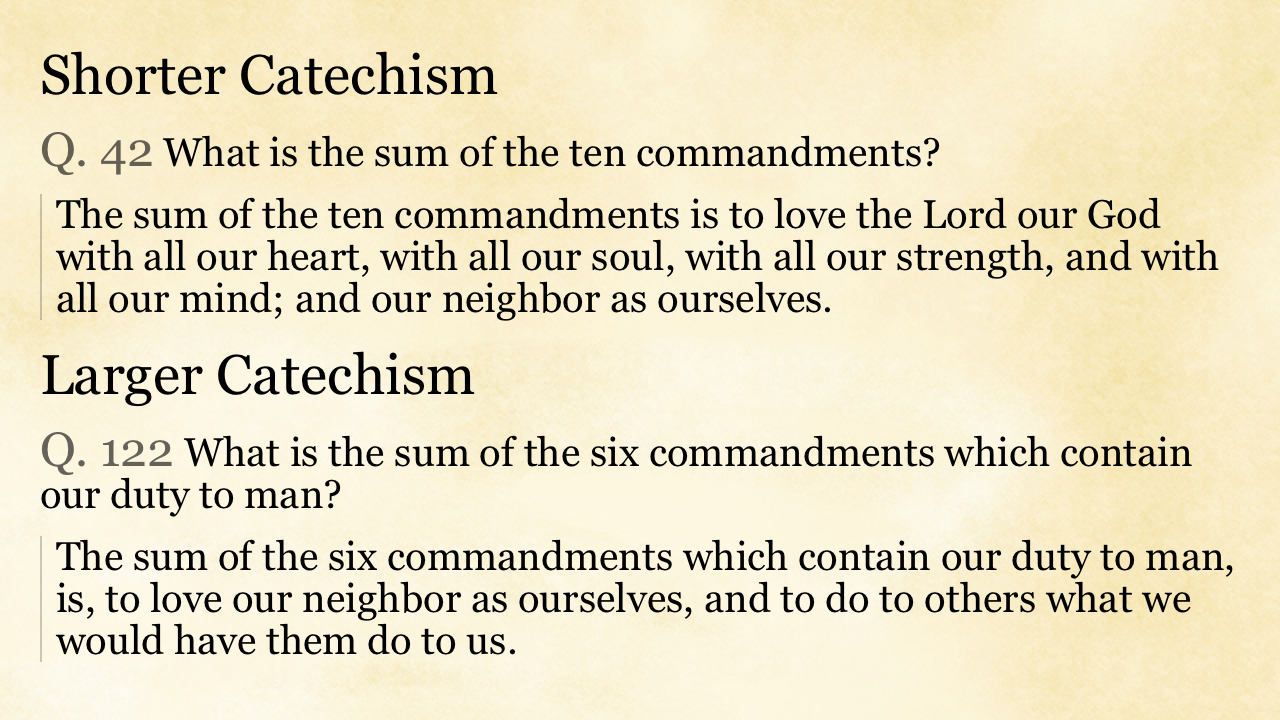 Shorter Catechism
Q. 42 What is the sum of the ten commandments?
The sum of the ten commandments is to love the Lord our God
with all our heart, with all our soul, with all our strength, and with
all our mind; and our neighbor as ourselves.
Larger Catechism
Q. 122 What is the sum of the six commandments which contain
our duty to man?
The sum of the six commandments which contain our duty to man,
is, to love our neighbor as ourselves, and to do to others what we
would have them do to us.